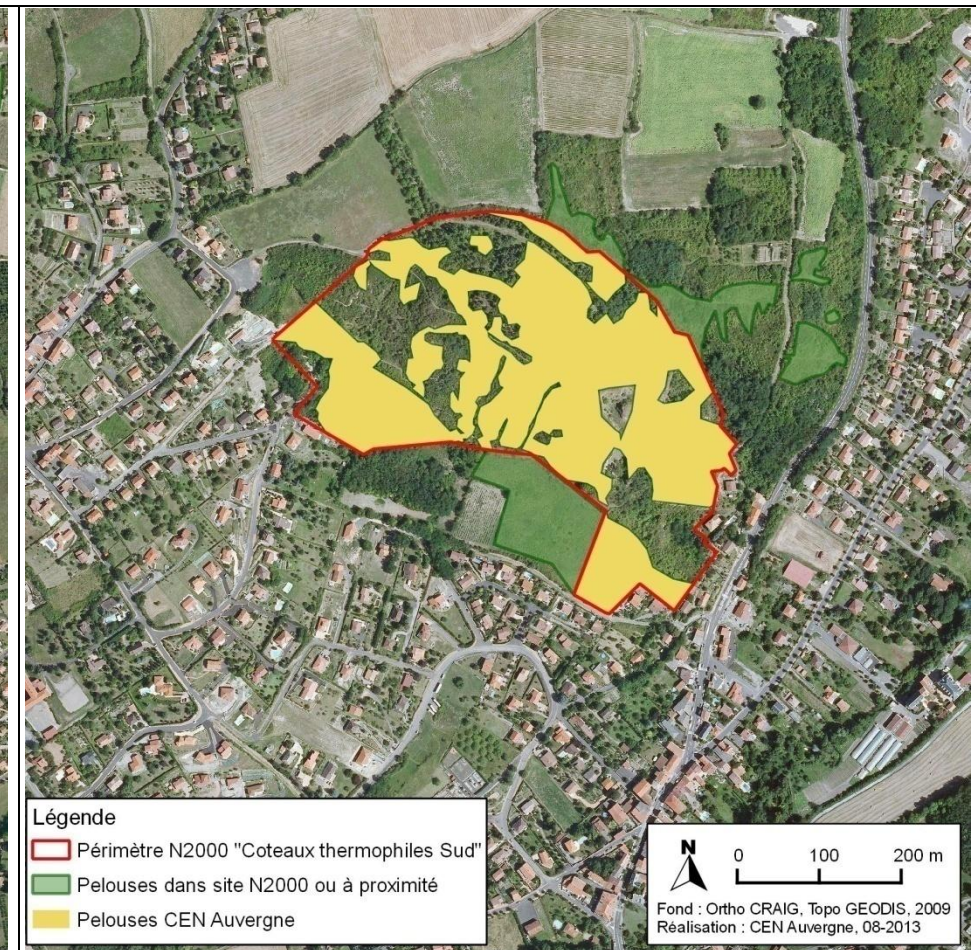 Légende
Périmètre N2000 "Coteaux thermophiles Sud"
Pelouses dans site N2000 ou à proximité
Pelouses CEN Auvergne
N
0 100 200 m
Fond : Ortho CRAIG, Topo GEODIS, 2009
Réalisation : CEN Auvergne, 08-2013